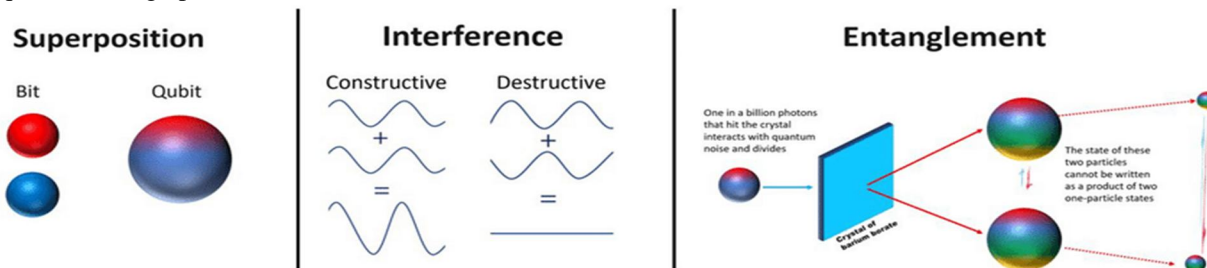 Superposition
Bit
Qubit
Interference
Constructive
Destructive
+
+
=
=
Entanglement
One in a billion photons
that hit the crystal
interacts with quantum
noise and divides
Crystal of
barium borate
The state of these
two particles
cannot be written
as a product of two
one-particle states